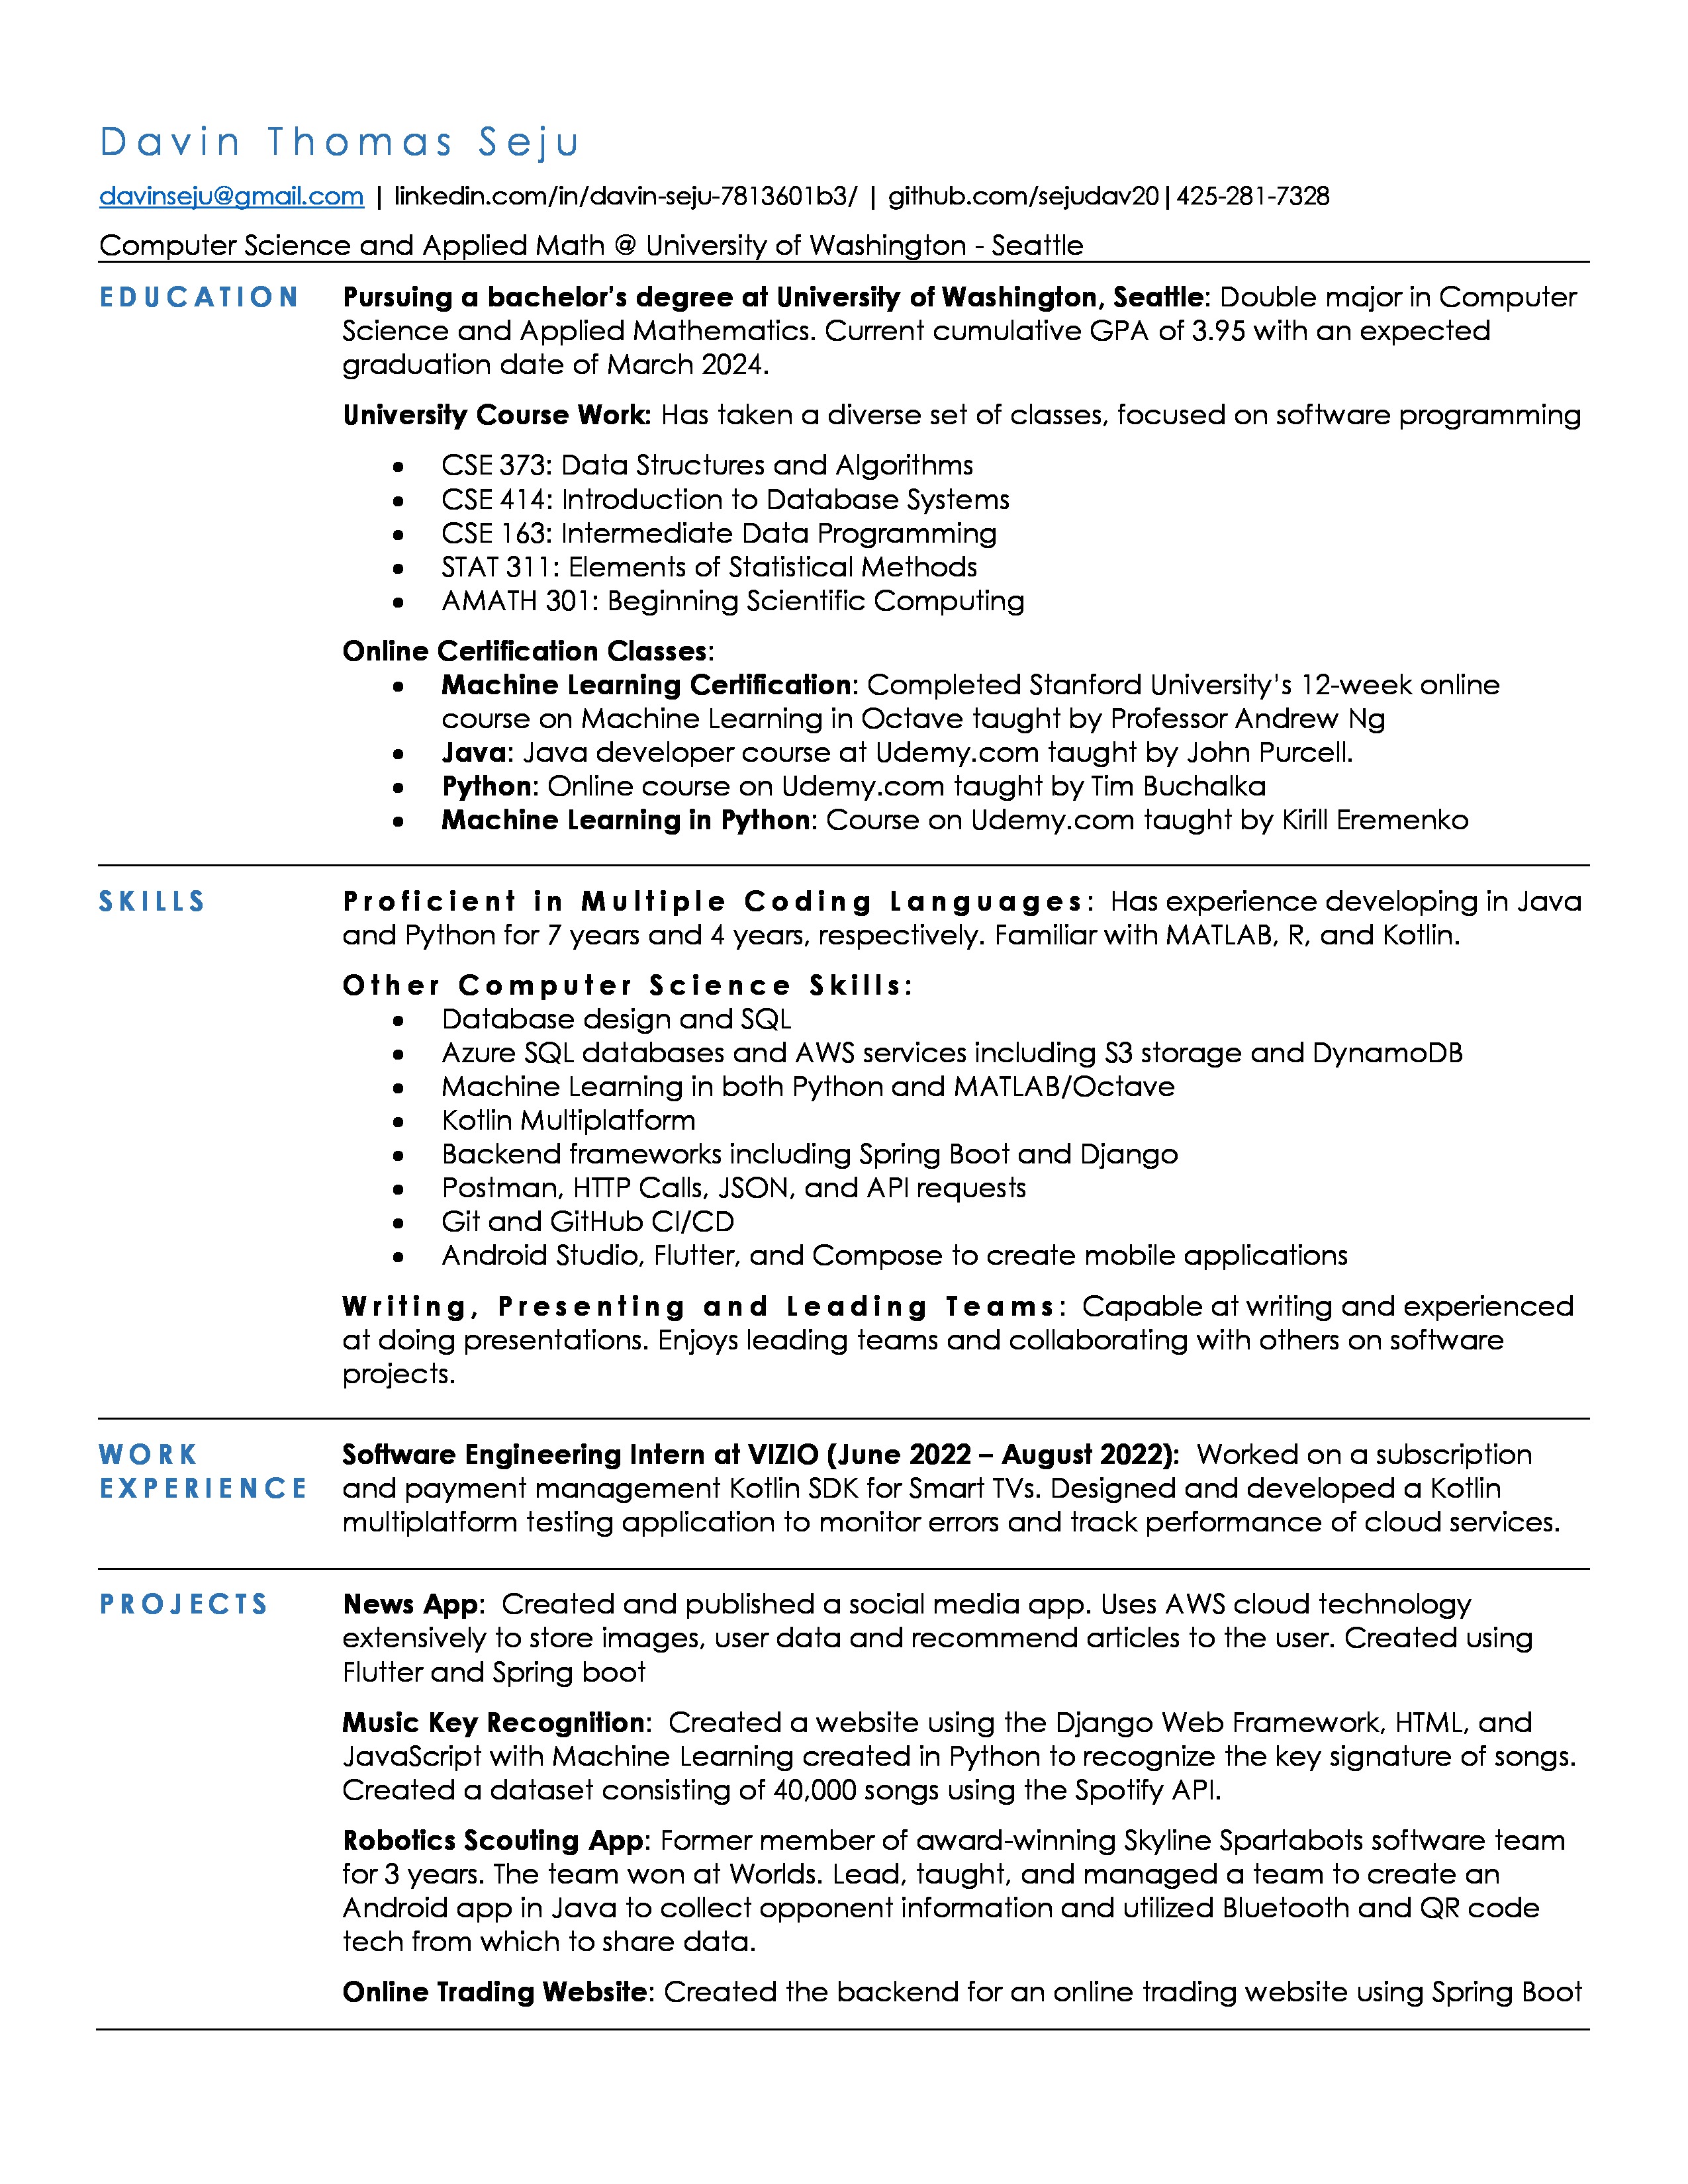 Davin Thomas Seju
davinseju@gmail.com | linkedin.com/in/davin-seju-7813601b3/ | github.com/sejudav20|425-281-7328
Computer Science and Applied Math @ University of Washington - Seattle
EDUCATION
Pursuing a bachelor's degree at University of Washington, Seattle: Double major in Computer
Science and Applied Mathematics. Current cumulative GPA of 3.95 with an expected
graduation date of March 2024.
University Course Work: Has taken a diverse set of classes, focused on software programming
• CSE 373: Data Structures and Algorithms
• CSE 414: Introduction to Database Systems
• CSE 163: Intermediate Data Programming
• STAT 311: Elements of Statistical Methods
• AMATH 301: Beginning Scientific Computing
Online Certification Classes:
• Machine Learning Certification: Completed Stanford University's 12-week online
course on Machine Learning in Octave taught by Professor Andrew Ng
• Java: Java developer course at Udemy.com taught by John Purcell.
• Python: Online course on Udemy.com taught by Tim Buchalka
• Machine Learning in Python: Course on Udemy.com taught by Kirill Eremenko
SKILLS
Proficient in Multiple Coding Languages: Has experience developing in Java
and Python for 7 years and 4 years, respectively. Familiar with MATLAB, R, and Kotlin.
Other Computer Science Skills:
• Database design and SQL
• Azure SQL databases and AWS services including S3 storage and DynamoDB
• Machine Learning in both Python and MATLAB/Octave
• Kotlin Multiplatform
• Backend frameworks including Spring Boot and Django
• Postman, HTTP Calls, JSON, and API requests
• Git and GitHub CI/CD
• Android Studio, Flutter, and Compose to create mobile applications
Writing, Presenting and Leading Teams: Capable at writing and experienced
at doing presentations. Enjoys leading teams and collaborating with others on software
projects.
WORK
EXPERIENCE
Software Engineering Intern at VIZIO (June 2022 – August 2022): Worked on a subscription
and payment management Kotlin SDK for Smart TVs. Designed and developed a Kotlin
multiplatform testing application to monitor errors and track performance of cloud services.
PROJECTS
News App: Created and published a social media app. Uses AWS cloud technology
extensively to store images, user data and recommend articles to the user. Created using
Flutter and Spring boot
Music Key Recognition: Created a website using the Django Web Framework, HTML, and
JavaScript with Machine Learning created in Python to recognize the key signature of songs.
Created a dataset consisting of 40,000 songs using the Spotify API.
Robotics Scouting App: Former member of award-winning Skyline Spartabots software team
for 3 years. The team won at Worlds. Lead, taught, and managed a team to create an
Android app in Java to collect opponent information and utilized Bluetooth and QR code
tech from which to share data.
Online Trading Website: Created the backend for an online trading website using Spring Boot